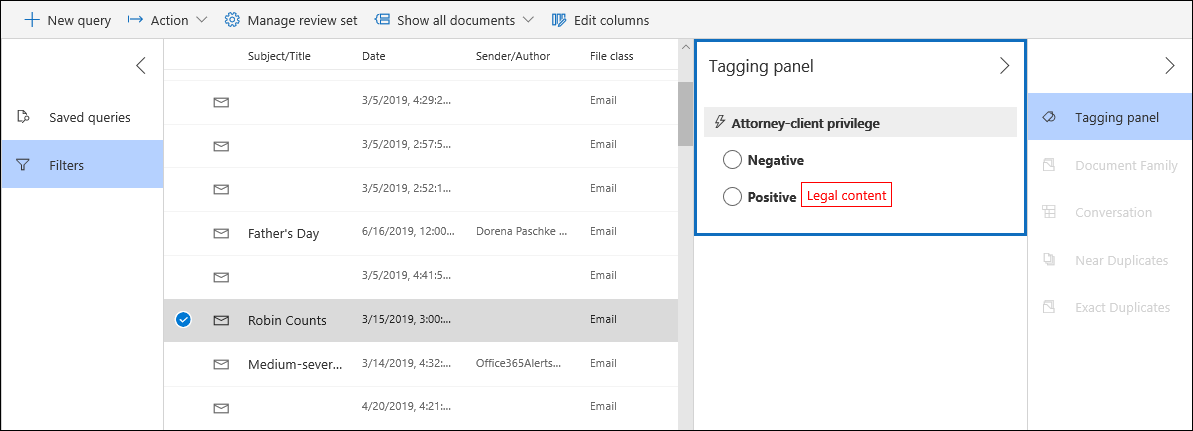 New query Action Manage review set Show all documents Edit columns
Saved queries
Filters
Subject/Title Date Sender/Author File class
3/5/2019, 4:29:2... Email
3/5/2019, 2:57:5... Email
3/5/2019, 2:52:1... Email
Father's Day 6/16/2019, 12:00... Dorena Paschke ... Email
3/5/2019, 4:41:5... Email
Robin Counts 3/15/2019, 3:00:... Email
Medium-sever... 3/14/2019, 4:32:... Office365Alerts... Email
4/20/2019, 4:21:... Email
Tagging panel
Attorney-client privilege
Negative
Positive Legal content
Tagging panel
Document Family
Conversation
Near Duplicates
Exact Duplicates